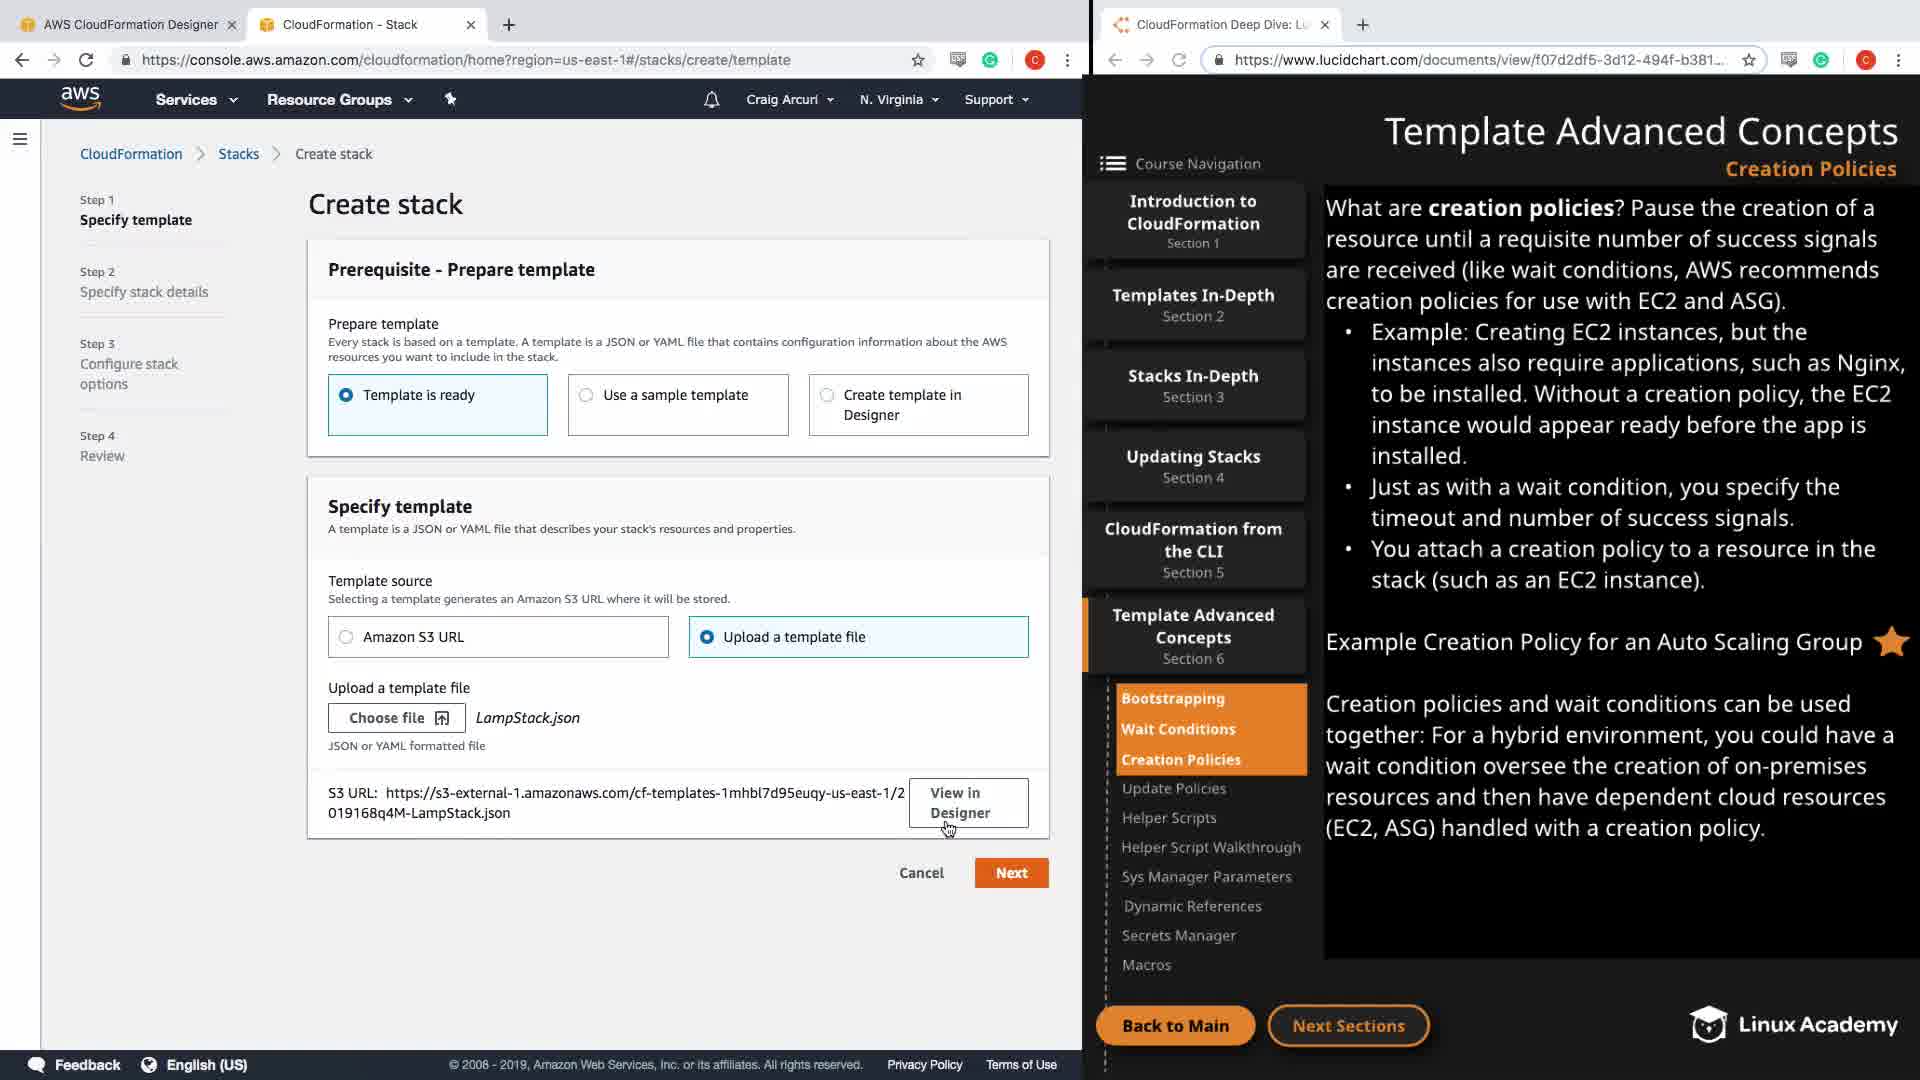 AWS CloudFormation Designer
CloudFormation - Stack
https://console.aws.amazon.com/cloudformation/home?region=us-east-1#/stacks/create/template
C
aws
Services
Resource Groups
Craig Arcuri
N. Virginia
Support
CloudFormation
Stacks
Create stack
Step 1
Specify template
Step 2
Specify stack details
Step 3
Configure stack
options
Step 4
Review
Create stack
Prerequisite - Prepare template
Prepare template
Every stack is based on a template. A template is a JSON or YAML file that contains configuration information about the AWS
resources you want to include in the stack.
Template is ready
Use a sample template
Create template in
Designer
Specify template
A template is a JSON or YAML file that describes your stack's resources and properties.
Template source
Selecting a template generates an Amazon S3 URL where it will be stored.
Amazon S3 URL
Upload a template file
Upload a template file
Choose file
LampStack.json
JSON or YAML formatted file
S3 URL: https://s3-external-1.amazonaws.com/cf-templates-1mhbl7d95euqy-us-east-1/2
019168q4M-LampStack.json
View in
Designer
Cancel
Next
Feedback
English (US)
© 2008 - 2019, Amazon Web Services, Inc. or its affiliates. All rights reserved.
Privacy Policy
Terms of Use
CloudFormation Deep Dive: Lu
https://www.lucidchart.com/documents/view/f07d2df5-3d12-494f-b381...
C
Template Advanced Concepts
Creation Policies
Course Navigation
Introduction to
CloudFormation
Section 1
Templates In-Depth
Section 2
Stacks In-Depth
Section 3
Updating Stacks
Section 4
CloudFormation from
the CLI
Section 5
Template Advanced
Concepts
Section 6
Bootstrapping
Wait Conditions
Creation Policies
Update Policies
Helper Scripts
Helper Script Walkthrough
Sys Manager Parameters
Dynamic References
Secrets Manager
Macros
What are creation policies? Pause the creation of a
resource until a requisite number of success signals
are received (like wait conditions, AWS recommends
creation policies for use with EC2 and ASG).
• Example: Creating EC2 instances, but the
instances also require applications, such as Nginx,
to be installed. Without a creation policy, the EC2
instance would appear ready before the app is
installed.
• Just as with a wait condition, you specify the
timeout and number of success signals.
• You attach a creation policy to a resource in the
stack (such as an EC2 instance).
Example Creation Policy for an Auto Scaling Group
Creation policies and wait conditions can be used
together: For a hybrid environment, you could have a
wait condition oversee the creation of on-premises
resources and then have dependent cloud resources
(EC2, ASG) handled with a creation policy.
Back to Main
Next Sections
Linux Academy